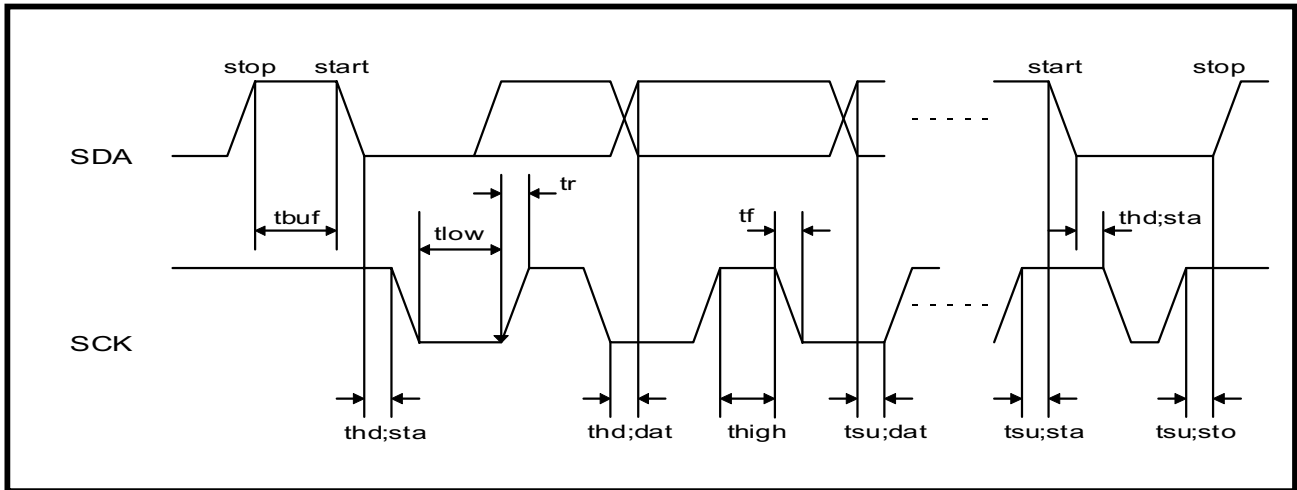 stop start start stop
SDA
tr
tbuf tlow tf thd;sta
SCK
thd;sta thd;dat thigh tsu;dat tsu;sta tsu;sto